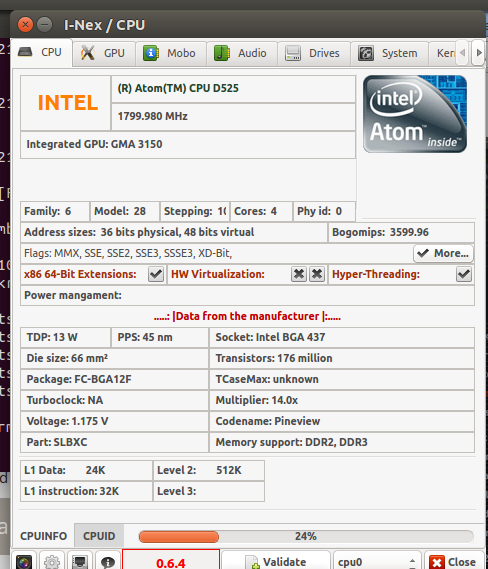 I-Nex / CPU
CPU GPU Mobo Audio Drives System Kern
INTEL
(R) Atom(TM) CPU D525
1799.980 MHz
Integrated GPU: GMA 3150
intel
Atom
inside™
Family: 6 Model: 28 Stepping: 10 Cores: 4 Phy id: 0
Address sizes: 36 bits physical, 48 bits virtual Bogomips: 3599.96
Flags: MMX, SSE, SSE2, SSE3, SSSE3, XD-Bit, More...
x86 64-Bit Extensions: HW Virtualization: Hyper-Threading:
Power mangament:
.....: |Data from the manufacturer |:.....
TDP: 13 W PPS: 45 nm Socket: Intel BGA 437
Die size: 66 mm² Transistors: 176 million
Package: FC-BGA12F TCaseMax: unknown
Turboclock: NA Multiplier: 14.0x
Voltage: 1.175 V Codename: Pineview
Part: SLBXC Memory support: DDR2, DDR3
L1 Data: 24K Level 2: 512K
L1 instruction: 32K Level 3:
CPUINFO CPUID 24%
0.6.4 Validate cpu0 Close